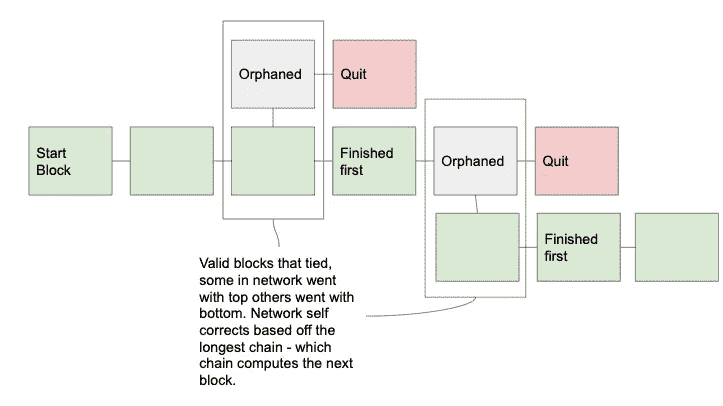 Orphaned
Quit
Start
Block
Finished
first
Orphaned
Quit
Finished
first
Valid blocks that tied,
some in network went
with top others went with
bottom. Network self
corrects based off the
longest chain - which
chain computes the next
block.